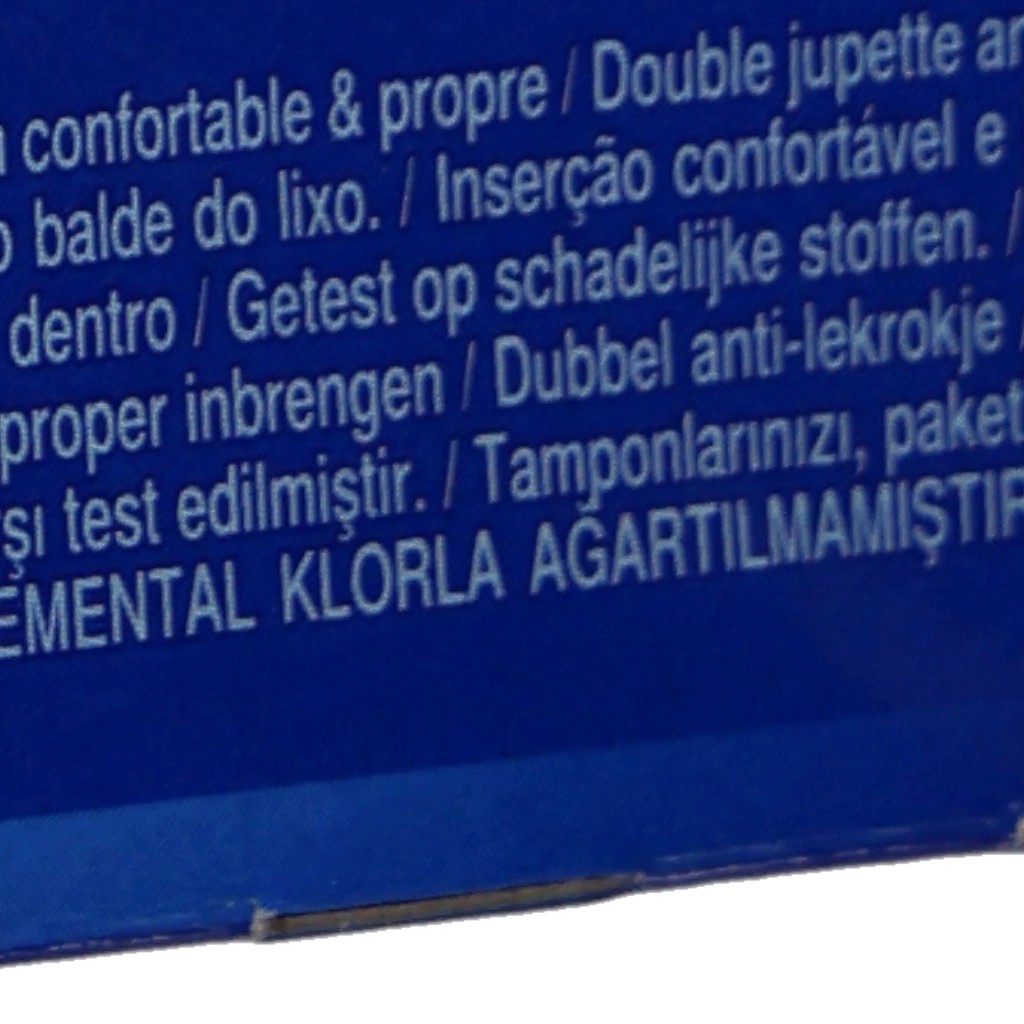 confortable & propre / Double jupette
balde do lixo. / Inserção confortável e
dentro / Getest op schadelijke stoffen. /
proper inbrengen / Dubbel anti-lekrokje
test edilmiştir. / Tamponlarınızı, paket
EMENTAL KLORLA AĞARTILMAMIŞTIR